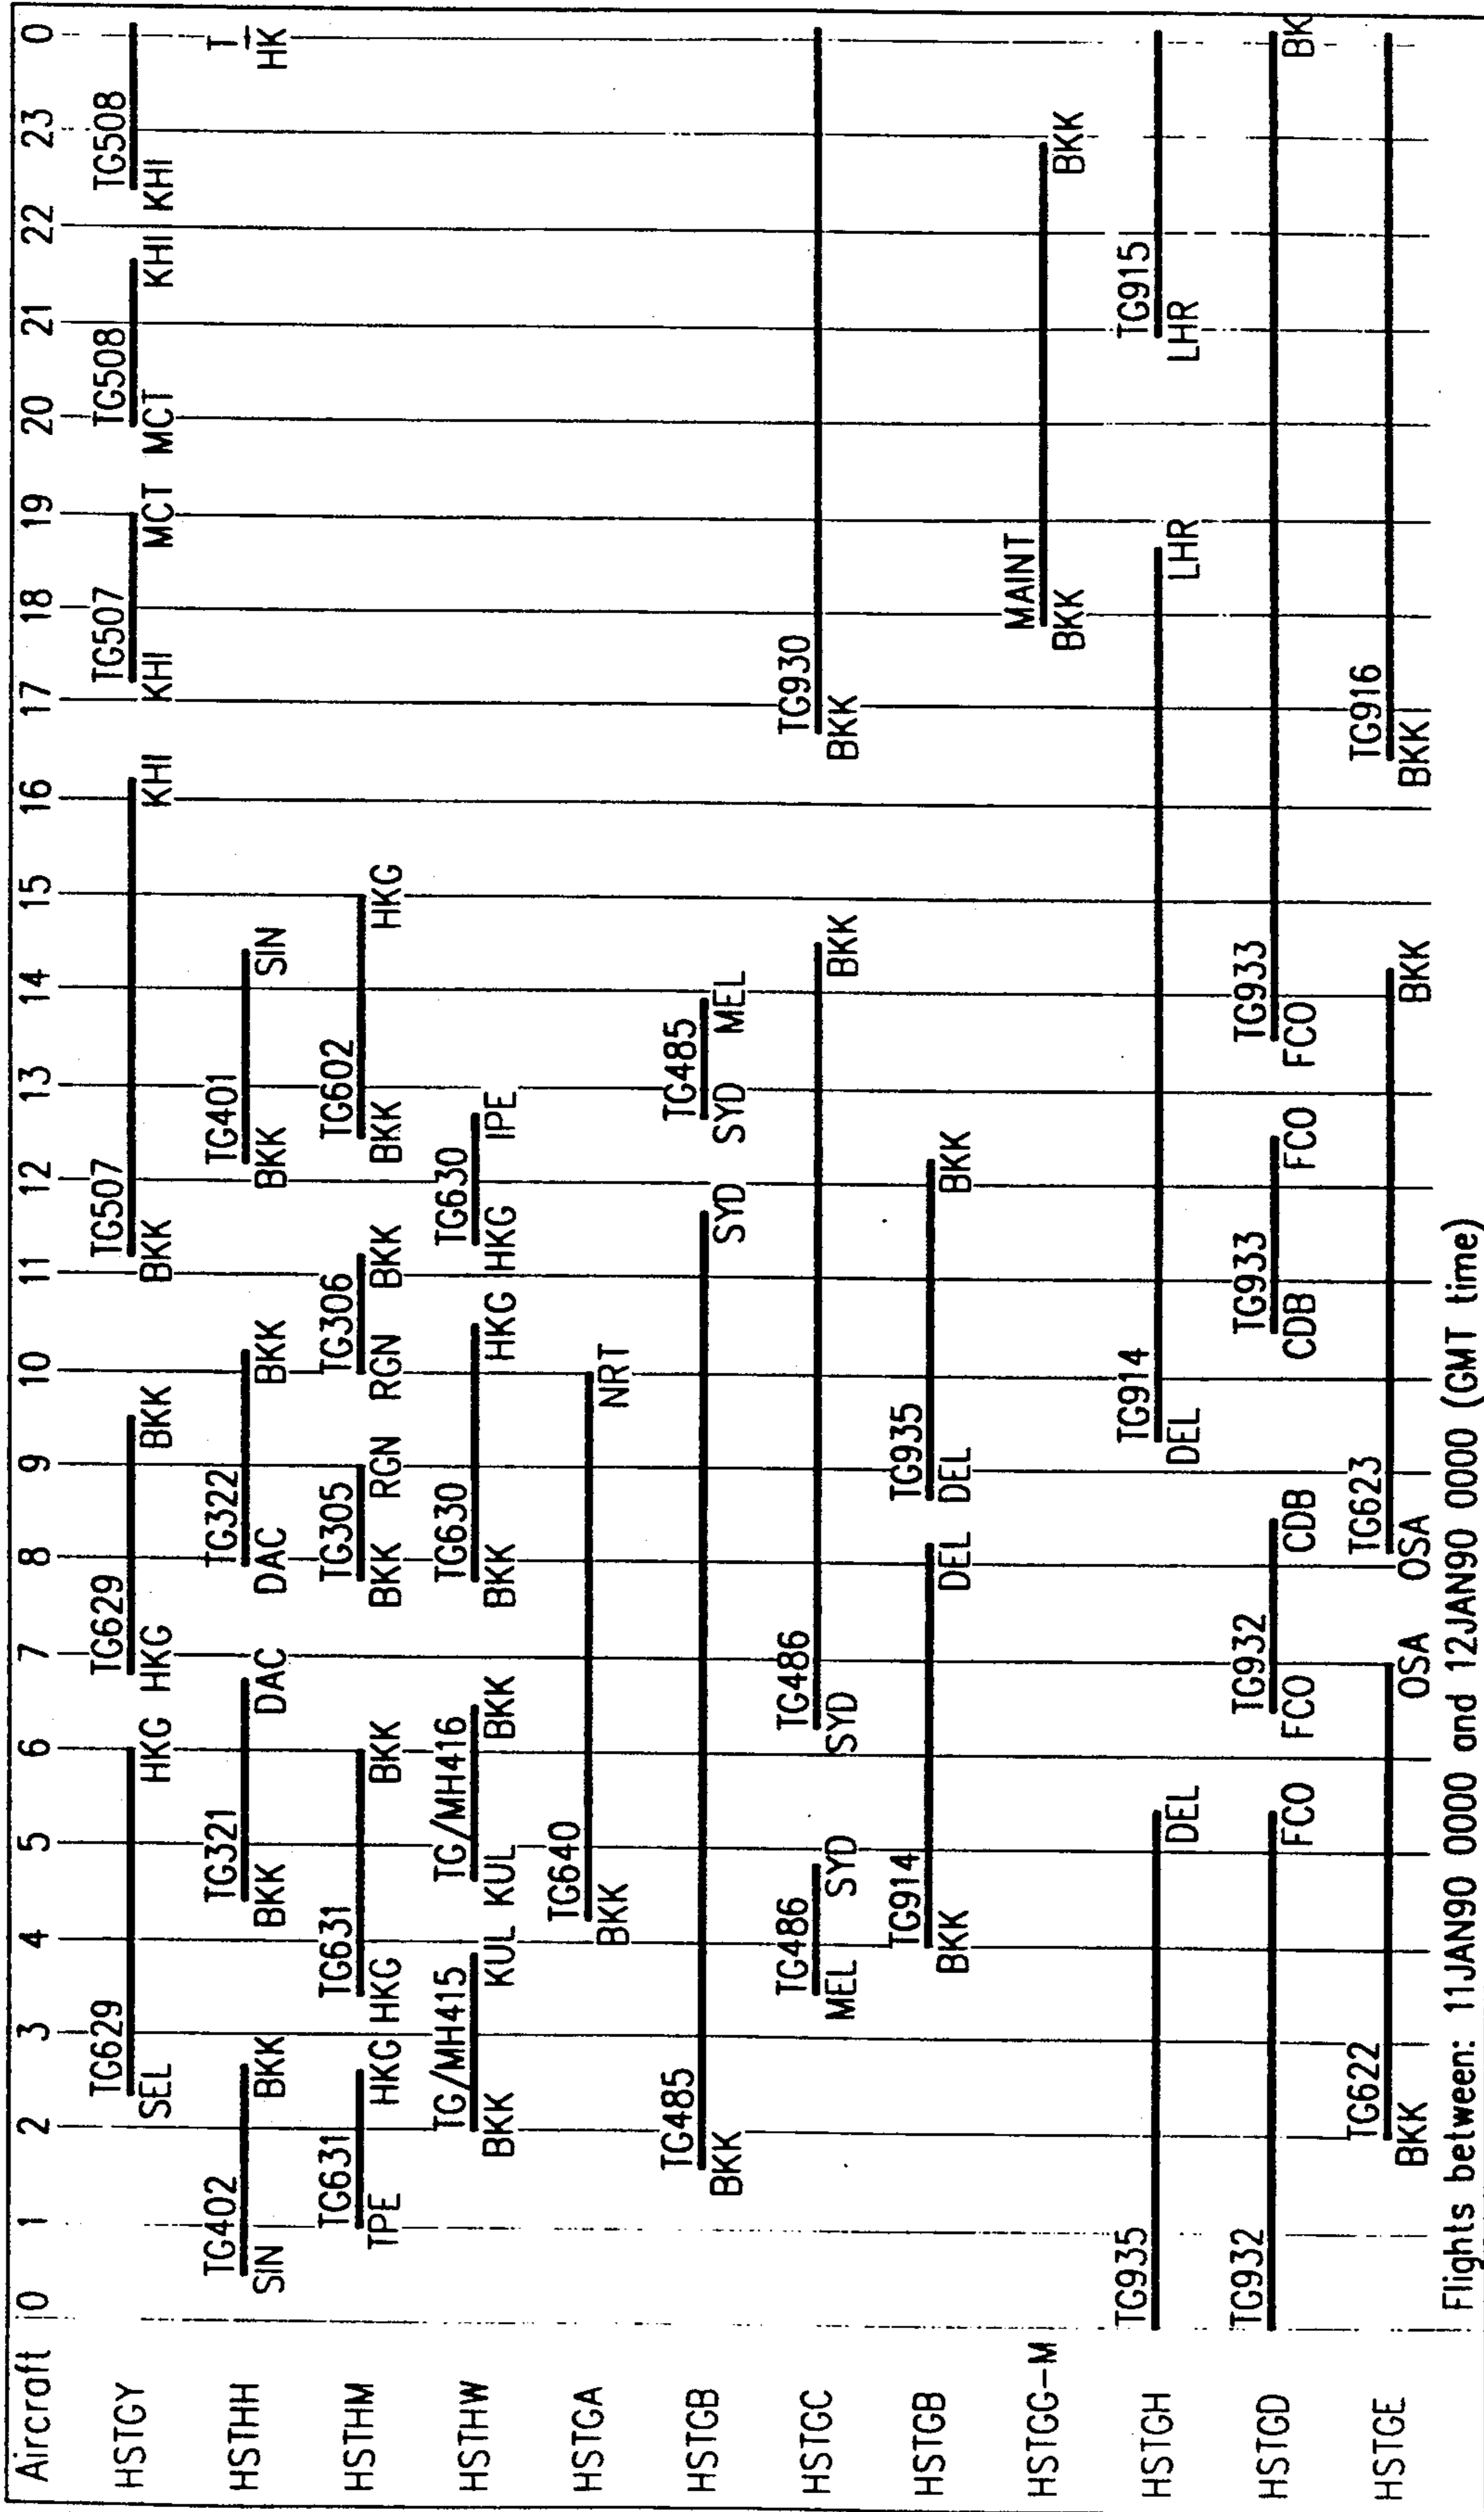 Aircraft 0 1 2 3 4 5 6 7 8 9 10 11 12 13 14 15 16 17 18 19 20 21 22 23 0
HSTGY
TG629 TG629 TG507 TG507 TG508 TG508
SEL HKG HKG BKK BKK KHI KHI MCT MCT KHI KHI
HSTHH
TG402 TG321 TG322 TG401 T
SIN BKK BKK DAC DAC BKK BKK SIN HK
HSTHM
TG631 TG631 TG305 TG306 TG602
TPE HKG HKG BKK BKK RGN RGN BKK BKK HKG
HSTHW
TG/MH415 TG/MH416 TG630 TG630
BKK KUL KUL BKK BKK HKG HKG IPE
HSTGA
TG640
BKK NRT
HSTGB
TG485 TG485
BKK SYD SYD MEL
HSTGC
TG486 TG486 TG930
MEL SYD SYD BKK BKK
HSTGB
TG914 TG935
BKK DEL DEL BKK
HSTGG-M
MAINT
BKK BKK
HSTGH
TG935 TG914 TG915
DEL DEL LHR LHR
HSTGD
TG932 TG932 TG933 TG933
FCO FCO CDB CDB FCO FCO BK
HSTGE
TG622 TG623 TG916
BKK OSA OSA BKK BKK
Flights between: 11JAN90 0000 and 12JAN90 0000 (GMT time)